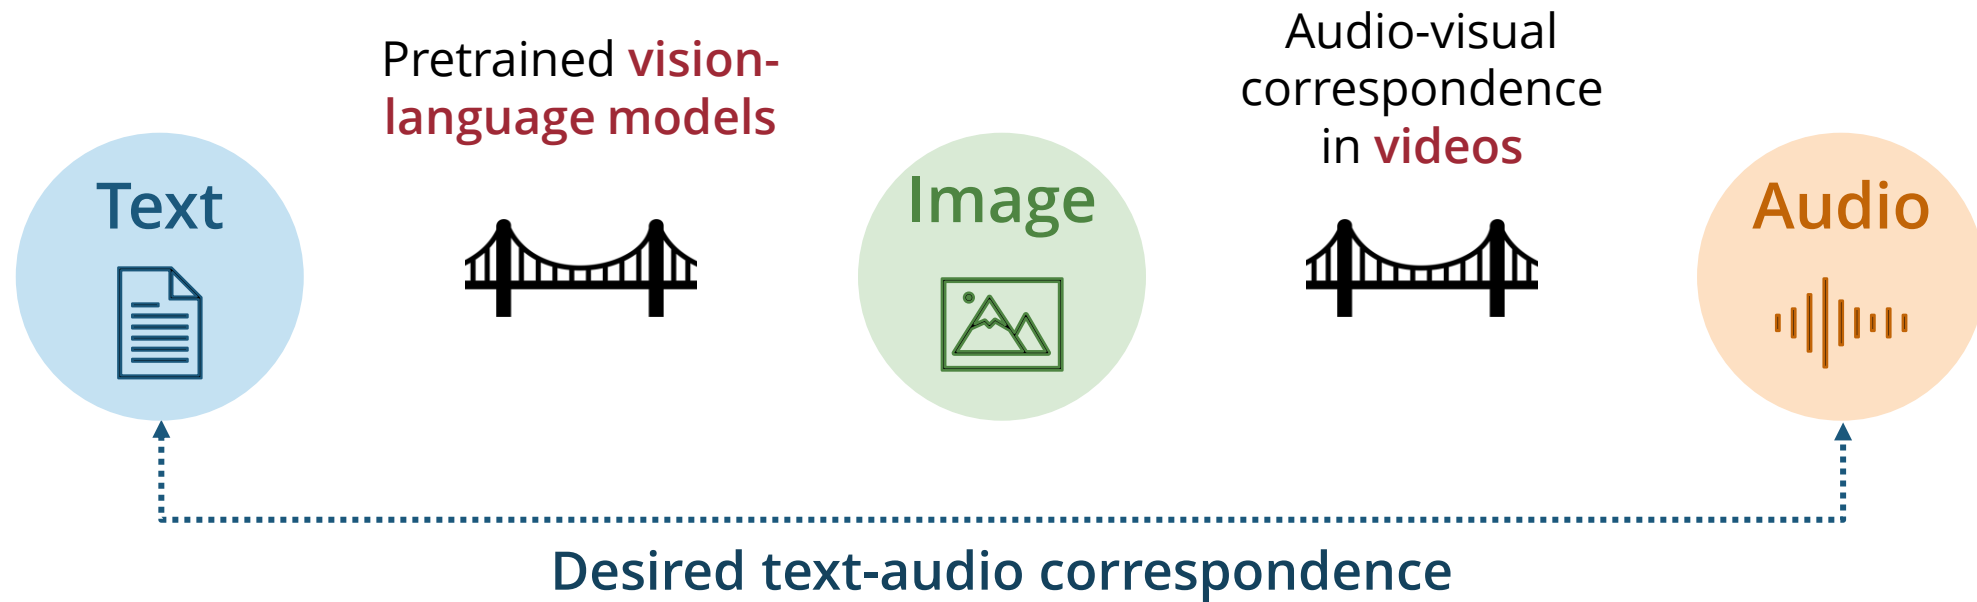 Pretrained vision-
language models
Audio-visual
correspondence
in videos
Text
Image
Audio
Desired text-audio correspondence